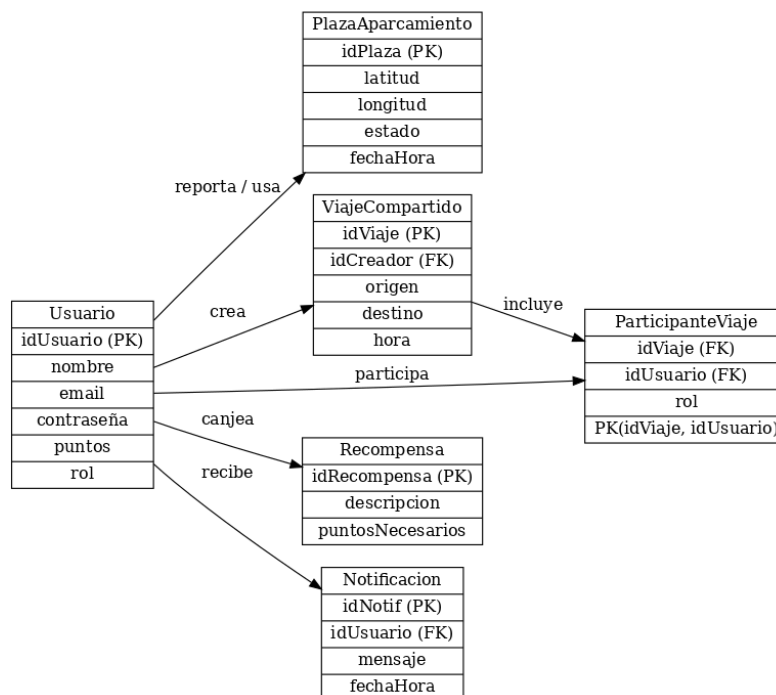 PlazaAparcamiento
idPlaza (PK)
latitud
longitud
estado
fechaHora
reporta / usa
ViajeCompartido
idViaje (PK)
idCreador (FK)
origen
destino
hora
crea
incluye
Usuario
idUsuario (PK)
nombre
email
contraseña
puntos
rol
participa
ParticipanteViaje
idViaje (FK)
idUsuario (FK)
rol
PK(idViaje, idUsuario)
canjea
Recompensa
idRecompensa (PK)
descripcion
puntosNecesarios
recibe
Notificacion
idNotif (PK)
idUsuario (FK)
mensaje
fechaHora